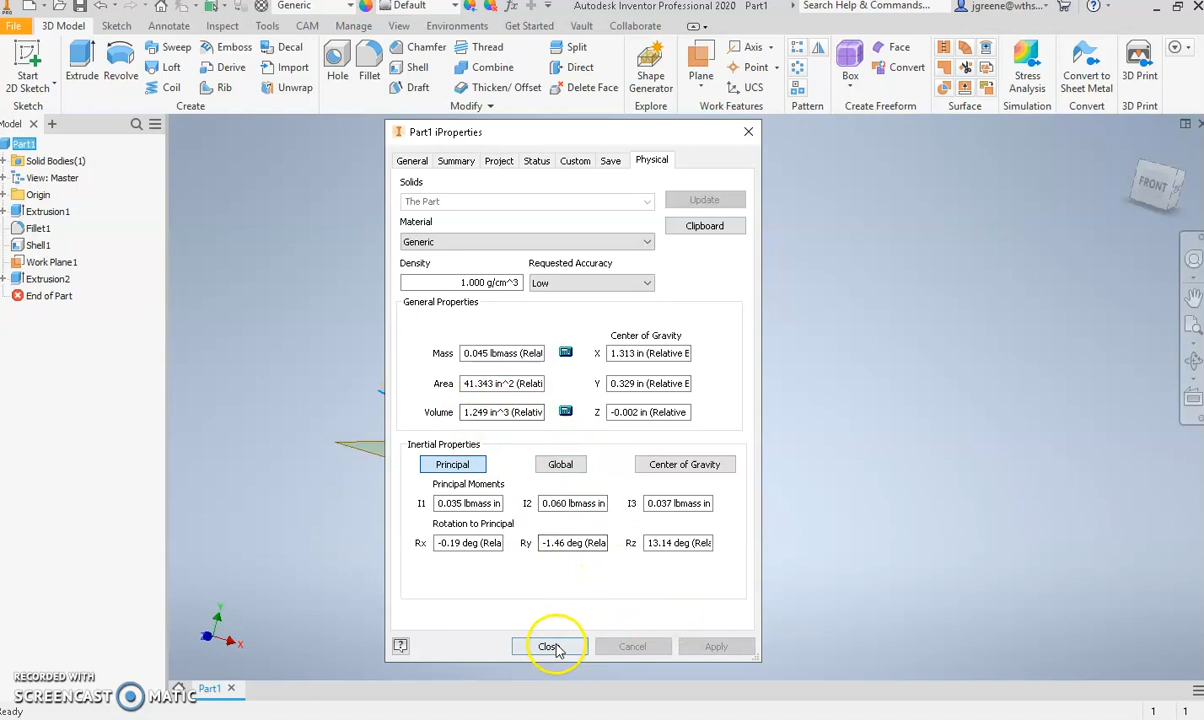 PRO
Generic
Default
Autodesk Inventor Professional 2020 Part1
Search Help & Commands...
jgreene@wths...
File 3D Model Sketch Inspect Tools CAM Manage View Environments Get Started Vault Collaborate
Start
2D Sketch
Sketch
Extrude
Revolve
Sweep
Emboss
Decal
Loft
Derive
Import
Coil
Rib
Unwrap
Create
Hole
Fillet
Chamfer
Thread
Split
Shell
Combine
Direct
Draft
Thicken/ Offset
Delete Face
Modify
Shape
Generator
Explore
Plane
Axis
Point
UCS
Work Features
Pattern
Box
Face
Convert
Create Freeform
Surface
Stress
Analysis
Simulation
Convert to
Sheet Metal
Convert
3D Print
3D Print
Model
Part1
Solid Bodies(1)
View: Master
Origin
Extrusion1
Fillet1
Shell1
Work Plane1
Extrusion2
End of Part
FRONT
Part1 iProperties
General Summary Project Status Custom Save Physical
Solids
The Part
Update
Material
Clipboard
Generic
Density
Requested Accuracy
1.000 g/cm^3
Low
General Properties
Center of Gravity
Mass 0.045 lbmass (Relat X 1.313 in (Relative E
Area 41.343 in^2 (Relati Y 0.329 in (Relative E
Volume 1.249 in^3 (Relativ Z -0.002 in (Relative
Inertial Properties
Principal Global Center of Gravity
Principal Moments
I1 0.035 lbmass in I2 0.060 lbmass in I3 0.037 lbmass in
Rotation to Principal
Rx -0.19 deg (Rela Ry -1.46 deg (Rela Rz 13.14 deg (Rela
Close Cancel Apply
Y
X
Z
RECORDED WITH
SCREENCAST MATIC
Part1
Ready
1 1